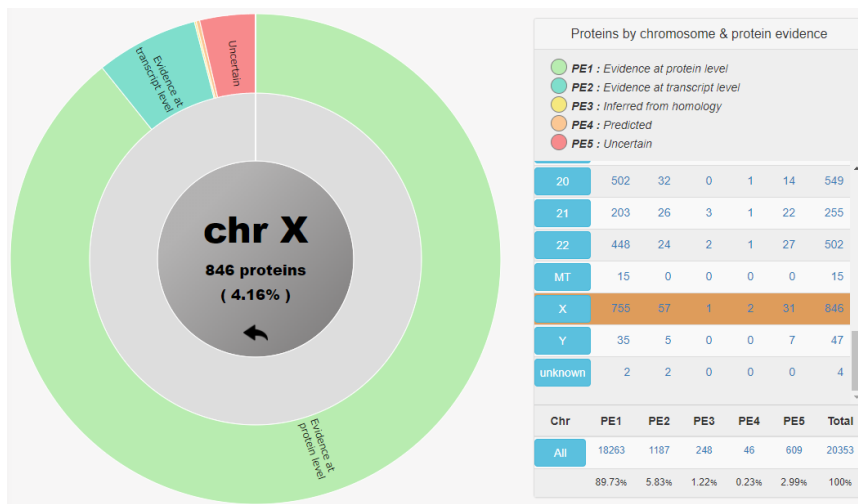 Uncertain
Evidence at
transcript level
chr X
846 proteins
( 4.16% )
Evidence at
protein level
Proteins by chromosome & protein evidence
PE1 : Evidence at protein level
PE2 : Evidence at transcript level
PE3 : Inferred from homology
PE4 : Predicted
PE5 : Uncertain
20 502 32 0 1 14 549
21 203 26 3 1 22 255
22 448 24 2 1 27 502
MT 15 0 0 0 0 15
X 755 57 1 2 31 846
Y 35 5 0 0 7 47
unknown 2 2 0 0 0 4
Chr PE1 PE2 PE3 PE4 PE5 Total
All 18263 1187 248 46 609 20353
89.73% 5.83% 1.22% 0.23% 2.99% 100%